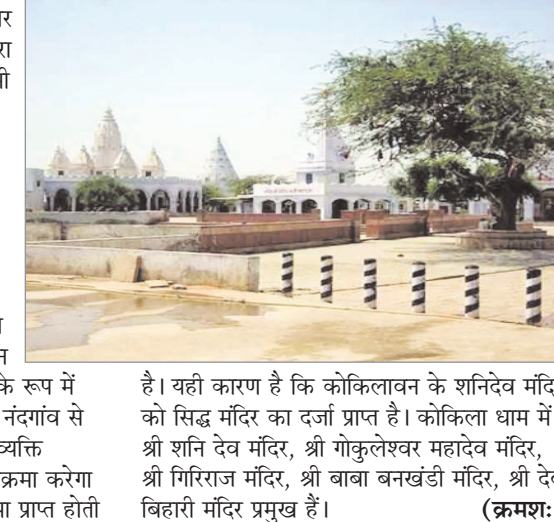 के रूप में
नंदगांव से
व्यक्ति
क्रमा करेगा
प्राप्त होती
है। यही कारण है कि कोकिलावन के शनिदेव
को सिद्ध मंदिर का दर्जा प्राप्त है। कोकिला धाम में
श्री शनि देव मंदिर, श्री गोकुलेश्वर महादेव मंदिर,
श्री गिरिराज मंदिर, श्री बाबा बनखंडी मंदिर, श्री
बिहारी मंदिर प्रमुख हैं। (क्रमश: